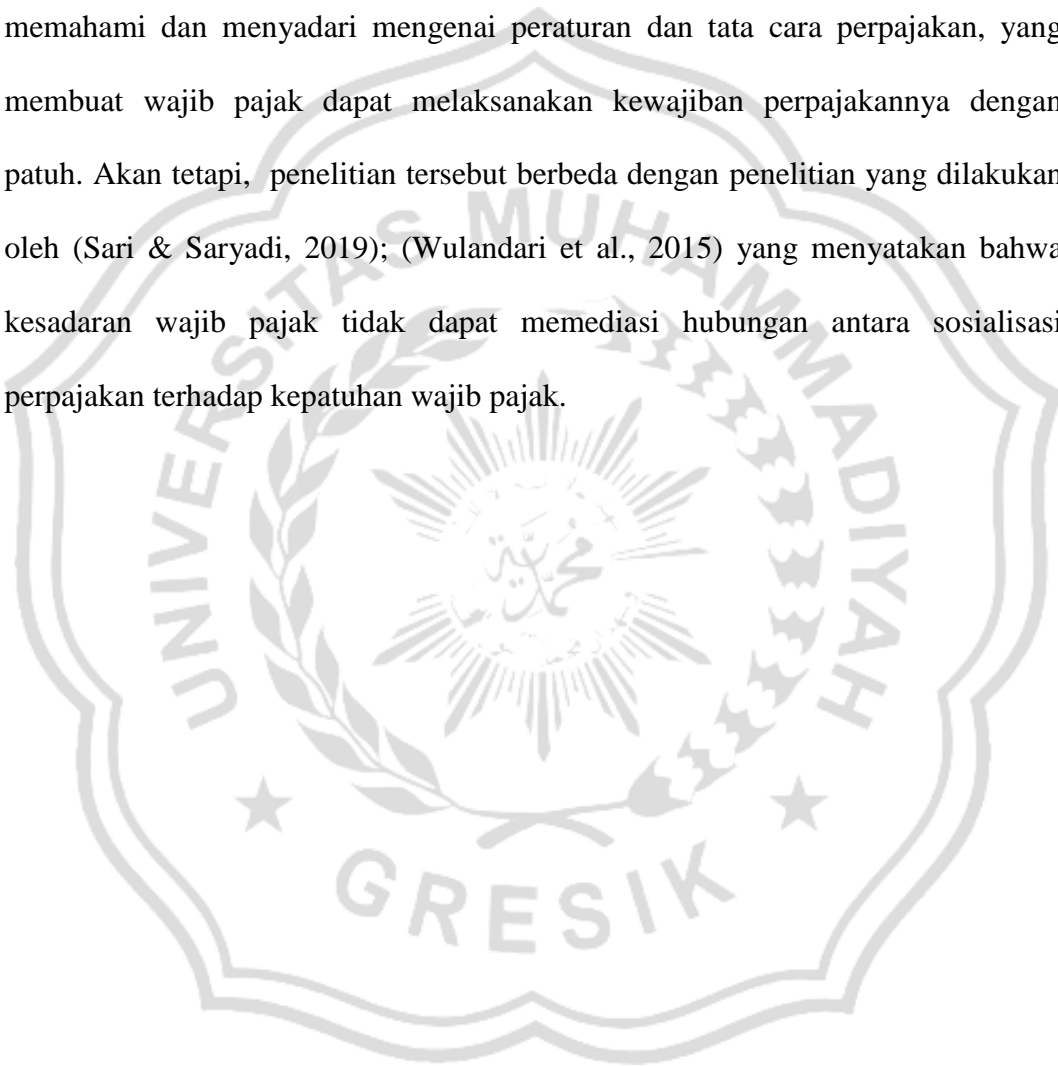 memahami dan menyadari mengenai peraturan dan tata cara perpajakan, yang
membuat wajib pajak dapat melaksanakan kewajiban perpajakannya dengan
patuh. Akan tetapi, penelitian tersebut berbeda dengan penelitian yang dilakukan
oleh (Sari & Saryadi, 2019); (Wulandari et al., 2015) yang menyatakan bahwa
kesadaran wajib pajak tidak dapat memediasi hubungan antara sosialisasi
perpajakan terhadap kepatuhan wajib pajak.
UNIVERSITAS MUHAMMADIYAH
GRESIK